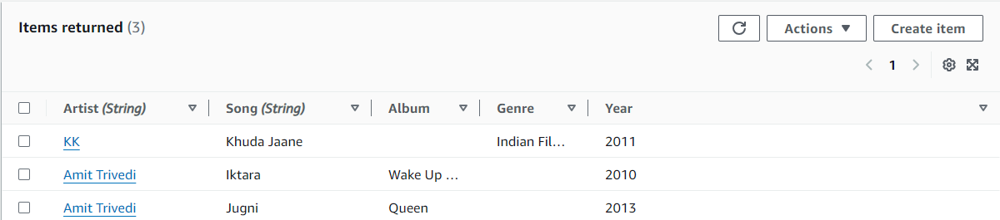 Items returned (3)
Actions
Create item
1
Artist (String) Song (String) Album Genre Year
KK Khuda Jaane Indian Fil... 2011
Amit Trivedi Iktara Wake Up ... 2010
Amit Trivedi Jugni Queen 2013